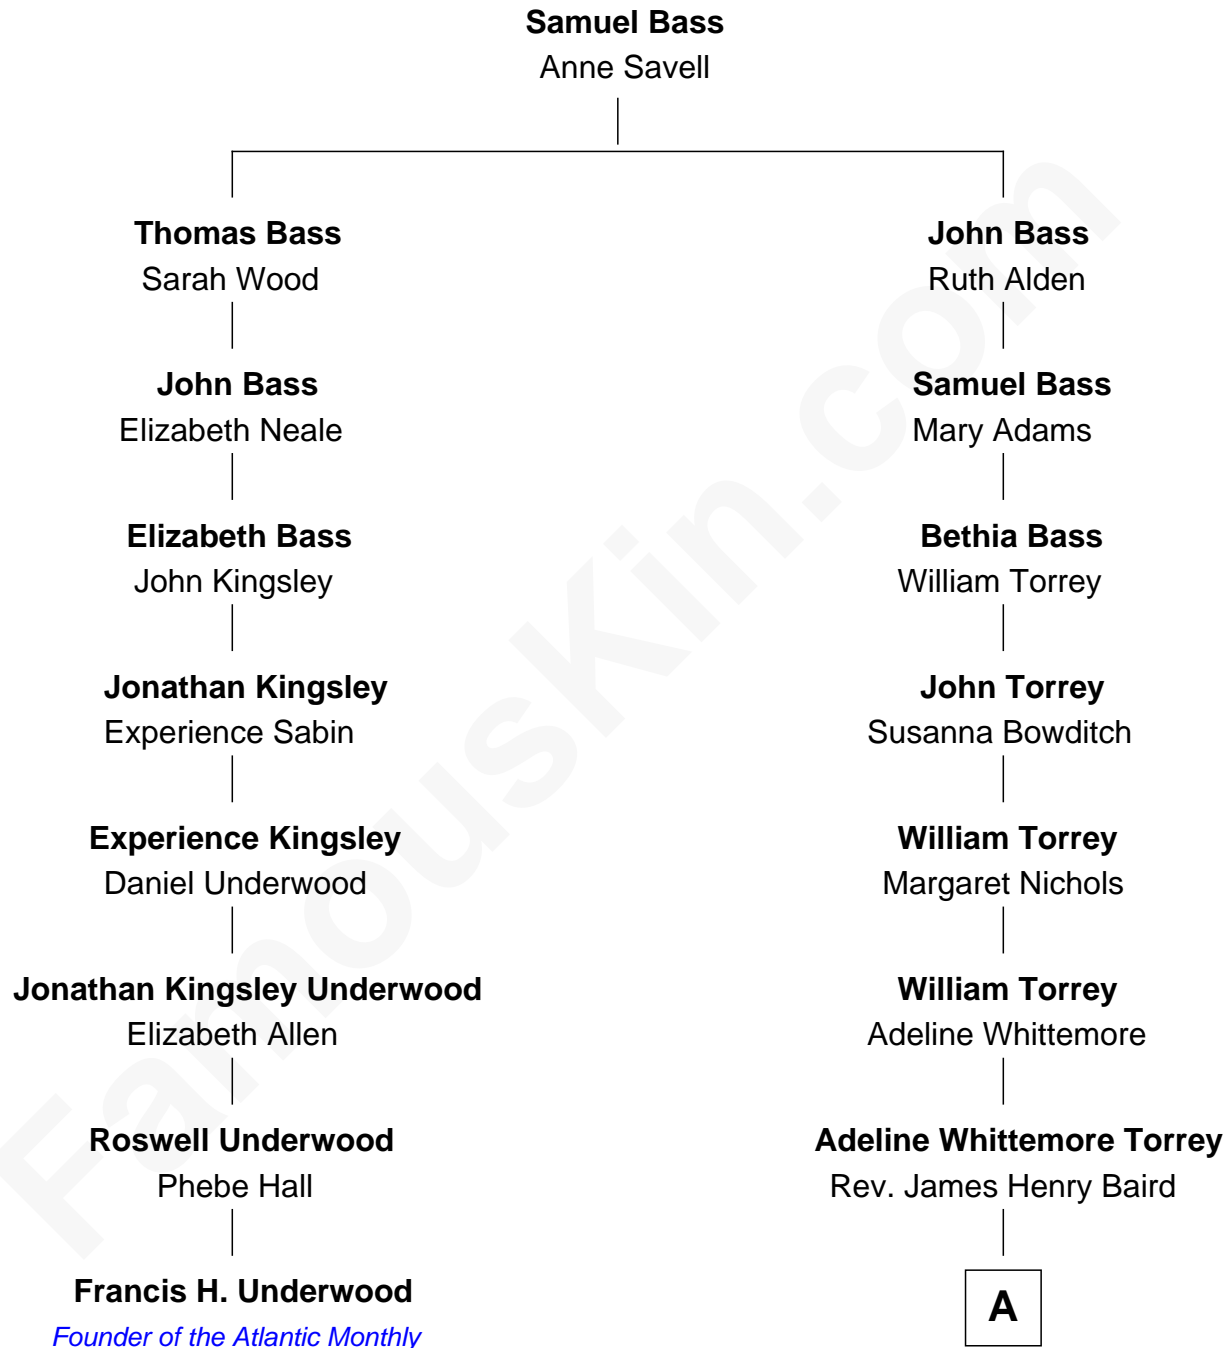 Samuel Bass
Anne Savell
Thomas Bass
Sarah Wood
John Bass
Ruth Alden
John Bass
Elizabeth Neale
Samuel Bass
Mary Adams
Elizabeth Bass
John Kingsley
Bethia Bass
William Torrey
Jonathan Kingsley
Experience Sabin
John Torrey
Susanna Bowditch
Experience Kingsley
Daniel Underwood
William Torrey
Margaret Nichols
Jonathan Kingsley Underwood
Elizabeth Allen
William Torrey
Adeline Whittemore
Roswell Underwood
Phebe Hall
Adeline Whittemore Torrey
Rev. James Henry Baird
Francis H. Underwood
Founder of the Atlantic Monthly
A
FamousKin.com